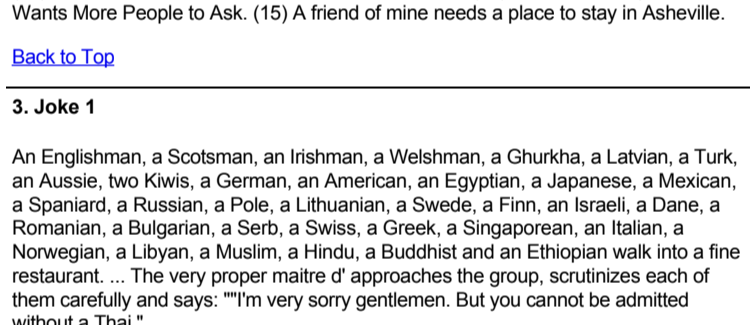 Wants More People to Ask. (15) A friend of mine needs a place to stay in Asheville.
Back to Top
3. Joke 1
An Englishman, a Scotsman, an Irishman, a Welshman, a Ghurkha, a Latvian, a Turk,
an Aussie, two Kiwis, a German, an American, an Egyptian, a Japanese, a Mexican,
a Spaniard, a Russian, a Pole, a Lithuanian, a Swede, a Finn, an Israeli, a Dane, a
Romanian, a Bulgarian, a Serb, a Swiss, a Greek, a Singaporean, an Italian, a
Norwegian, a Libyan, a Muslim, a Hindu, a Buddhist and an Ethiopian walk into a fine
restaurant. ... The very proper maitre d' approaches the group, scrutinizes each of
them carefully and says: ""I'm very sorry gentlemen. But you cannot be admitted
without a Thai."